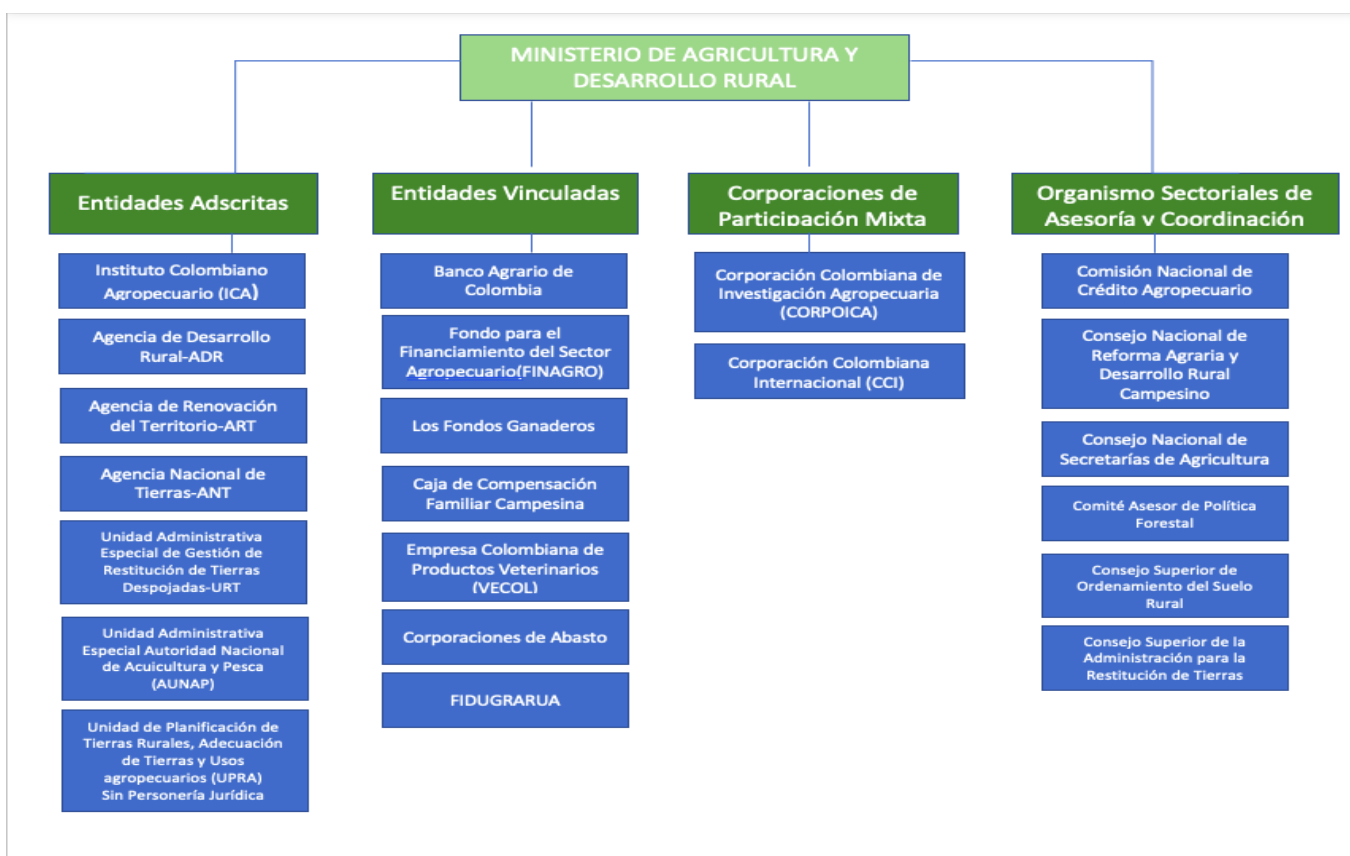 MINISTERIO DE AGRICULTURA Y
DESARROLLO RURAL
Entidades Adscritas
Instituto Colombiano
Agropecuario (ICA)
Agencia de Desarrollo
Rural-ADR
Agencia de Renovación
del Territorio-ART
Agencia Nacional de
Tierras-ANT
Unidad Administrativa
Especial de Gestión de
Restitución de Tierras
Despojadas-URT
Unidad Administrativa
Especial Autoridad Nacional
de Acuicultura y Pesca
(AUNAP)
Unidad de Planificación de
Tierras Rurales, Adecuación
de Tierras y Usos
agropecuarios (UPRA)
Sin Personería Jurídica
Entidades Vinculadas
Banco Agrario de
Colombia
Fondo para el
Financiamiento del Sector
Agropecuario(FINAGRO)
Los Fondos Ganaderos
Caja de Compensación
Familiar Campesina
Empresa Colombiana de
Productos Veterinarios
(VECOL)
Corporaciones de Abasto
FIDUGRARUA
Corporaciones de
Participación Mixta
Corporación Colombiana de
Investigación Agropecuaria
(CORPOICA)
Corporación Colombiana
Internacional (CCI)
Organismo Sectoriales de
Asesoría y Coordinación
Comisión Nacional de
Crédito Agropecuario
Consejo Nacional de
Reforma Agraria y
Desarrollo Rural
Campesino
Consejo Nacional de
Secretarías de Agricultura
Comité Asesor de Política
Forestal
Consejo Superior de
Ordenamiento del Suelo
Rural
Consejo Superior de la
Administración para la
Restitución de Tierras